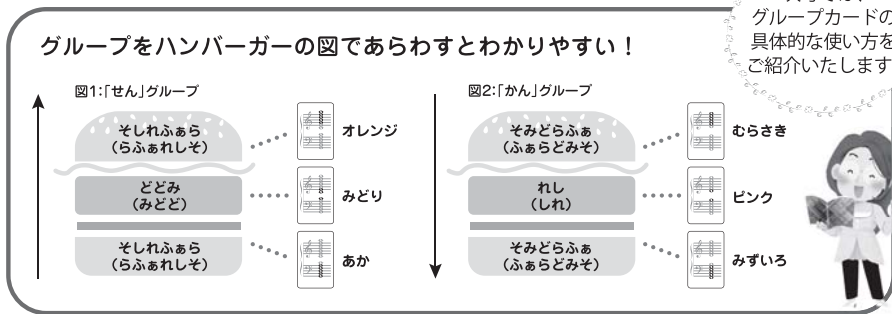 グループカードの
具体的な使い方を
ご紹介いたします
グループをハンバーガーの図であらわすとわかりやすい!
図1:「せん」グループ
そしれふぁら
(らふぁれしそ)
オレンジ
どどみ
(みどど)
みどり
そしれふぁら
(らふぁれしそ)
あか
図2:「かん」グループ
そみどらふぁ
(ふぁらどみそ)
むらさき
れし
(しれ)
ピンク
そみどらふぁ
(ふぁらどみそ)
みずいろ